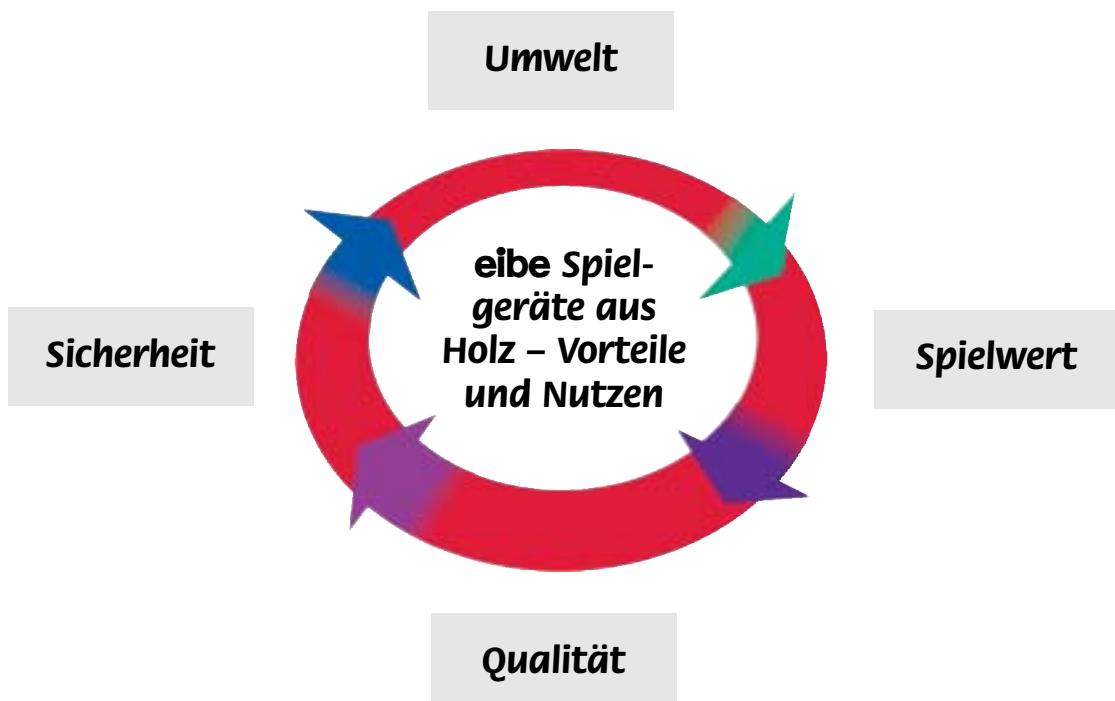 Umwelt
eibe Spiel-
geräte aus
Holz – Vorteile
und Nutzen
Sicherheit
Spielwert
Qualität